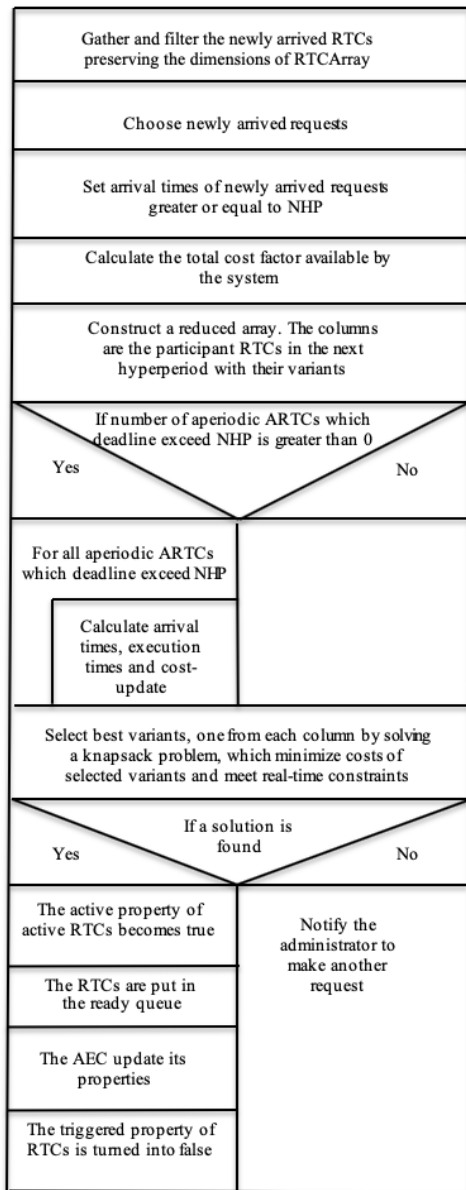 Gather and filter the newly arrived RTCs
preserving the dimensions of RTCArray
Choose newly arrived requests
Set arrival times of newly arrived requests
greater or equal to NHP
Calculate the total cost factor available by
the system
Construct a reduced array. The columns
are the participant RTCs in the next
hyperperiod with their variants
If number of aperiodic ARTCs which
deadline exceed NHP is greater than 0
Yes
No
For all aperiodic ARTCs
which deadline exceed NHP
Calculate arrival
times, execution
times and cost-
update
Select best variants, one from each column by solving
a knapsack problem, which minimize costs of
selected variants and meet real-time constraints
If a solution is
found
Yes
No
The active property of
active RTCs becomes true
Notify the
administrator to
make another
request
The RTCs are put in
the ready queue
The AEC update its
properties
The triggered property of
RTCs is turned into false